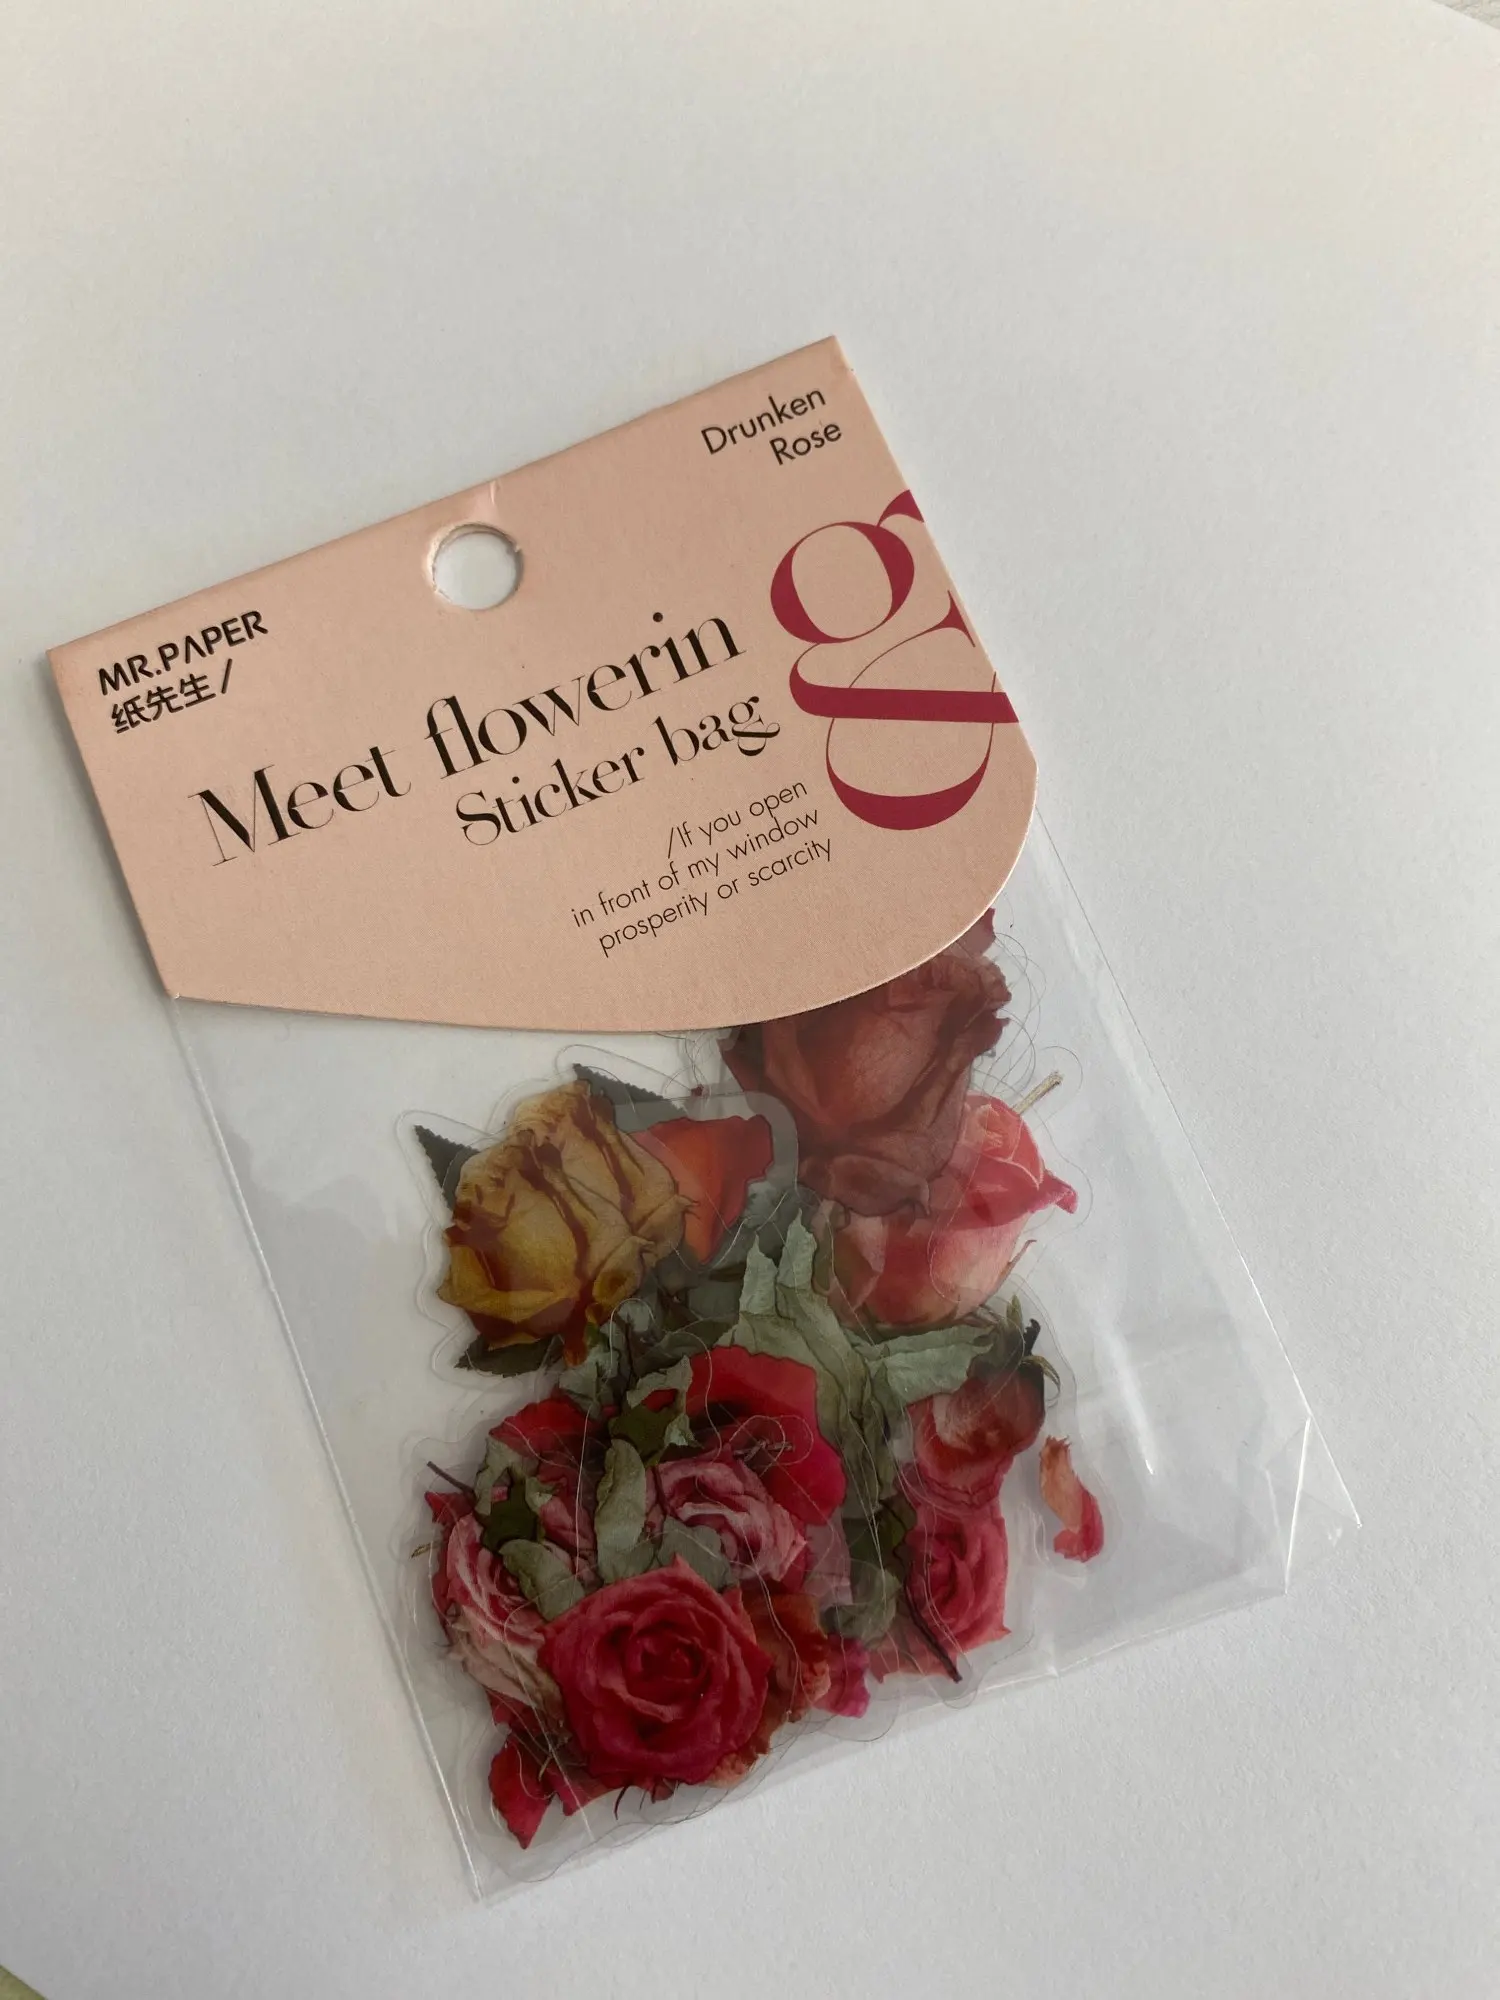 Drunken
Rose
g
MR.PAPER
纸先生/
Meet flowerin
Sticker bag
/If you open
in front of my window
prosperity or scarcity